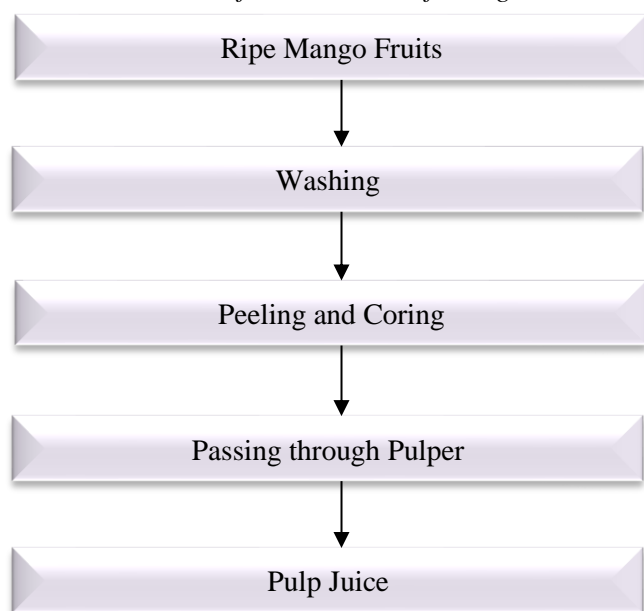 Ripe Mango Fruits
Washing
Peeling and Coring
Passing through Pulper
Pulp Juice